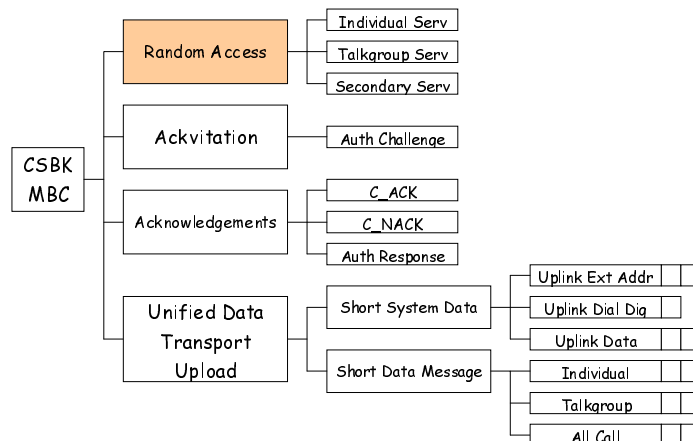 CSBK
MBC
Random Access
Individual Serv
Talkgroup Serv
Secondary Serv
Ackvitation
Auth Challenge
Acknowledgements
C_ACK
C_NACK
Auth Response
Unified Data
Transport
Upload
Short System Data
Uplink Ext Addr
Uplink Dial Dig
Uplink Data
Short Data Message
Individual
Talkgroup
All Call